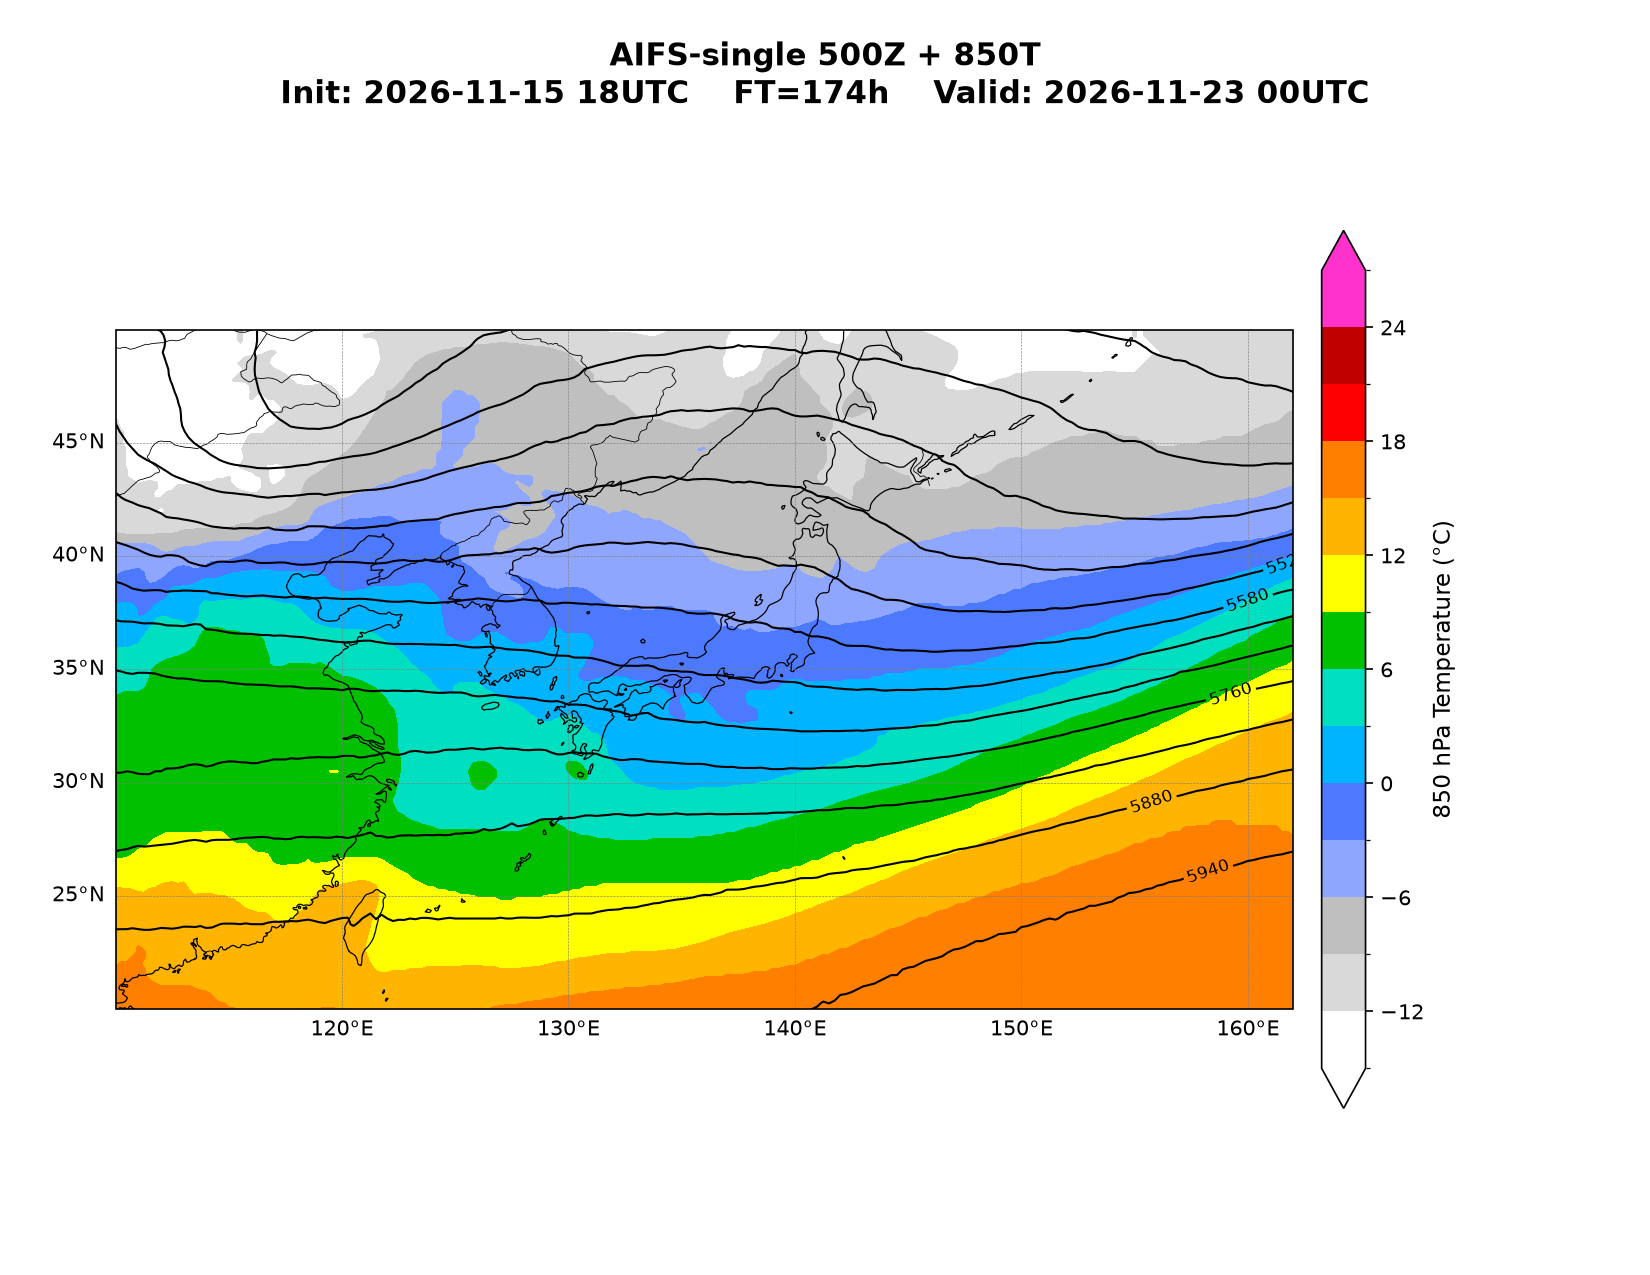 AIFS-single 500Z + 850T
Init: 2026-11-15 18UTC    FT=174h    Valid: 2026-11-23 00UTC
45°N
40°N
35°N
30°N
25°N
120°E
130°E
140°E
150°E
160°E
552
5580
5760
5880
5940
24
18
12
6
0
−6
−12
850 hPa Temperature (°C)